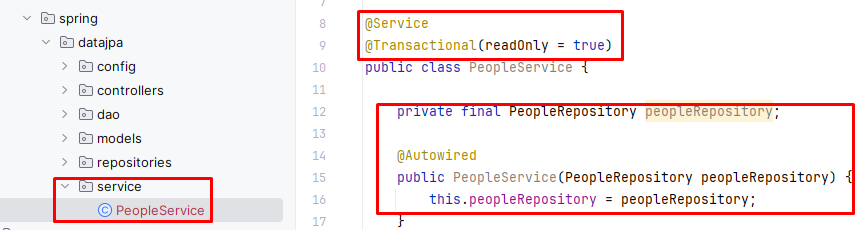 spring
datajpa
config
controllers
dao
models
repositories
service
PeopleService
8 @Service
9 @Transactional(readOnly = true)
10 public class PeopleService {
11
12 private final PeopleRepository peopleRepository;
13
14 @Autowired
15 public PeopleService(PeopleRepository peopleRepository) {
16 this.peopleRepository = peopleRepository;
17 }